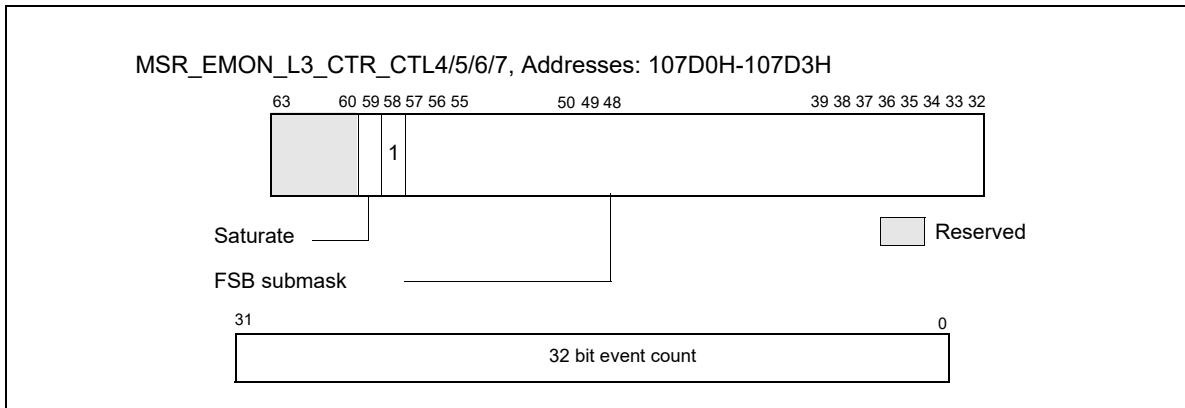 MSR_EMON_L3_CTR_CTL4/5/6/7, Addresses: 107D0H-107D3H
63 60 59 58 57 56 55 50 49 48 39 38 37 36 35 34 33 32
1
Saturate
Reserved
FSB submask
31 0
32 bit event count